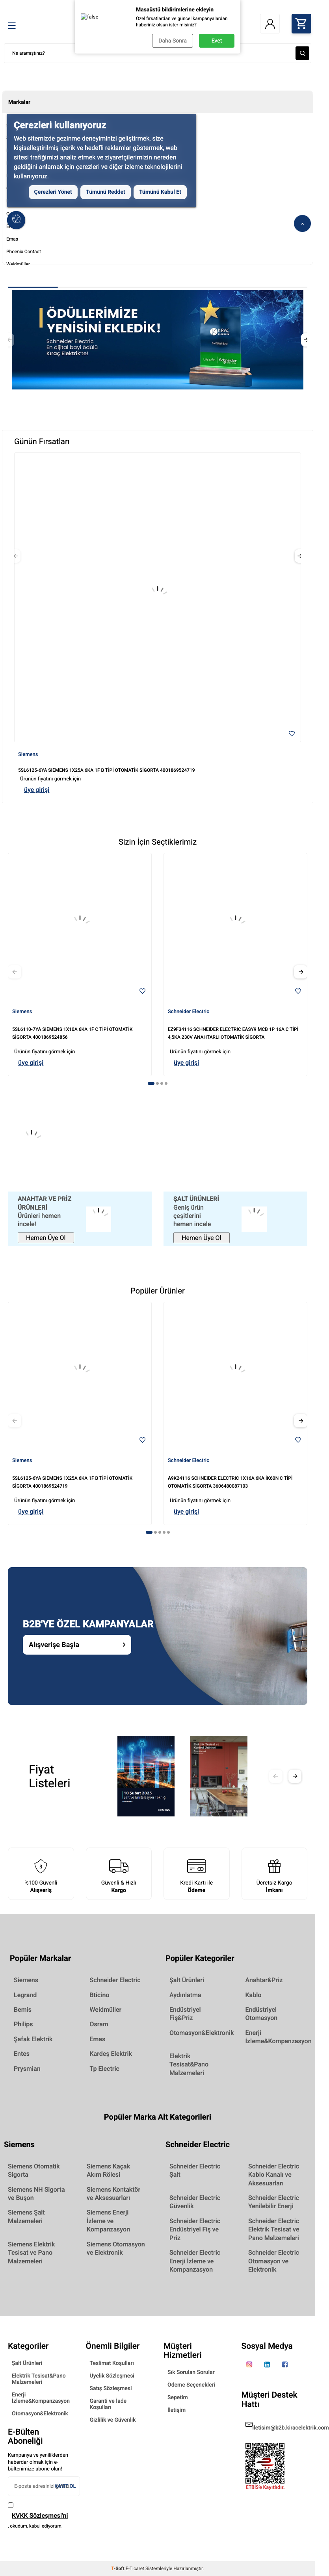 false
Masaüstü bildirimlerine ekleyin
Özel fırsatlardan ve güncel kampanyalardan
haberiniz olsun ister misiniz?
Daha Sonra
Evet
Ne aramıştınız?
Markalar
Çerezleri kullanıyoruz
Web sitemizde gezinme deneyiminizi geliştirmek, size
kişiselleştirilmiş içerik ve hedefli reklamlar göstermek, web
sitesi trafiğimizi analiz etmek ve ziyaretçilerimizin nereden
geldiğini anlamak için çerezleri ve diğer izleme teknolojilerini
kullanıyoruz.
Çerezleri Yönet
Tümünü Reddet
Tümünü Kabul Et
Emas
Phoenix Contact
Weidmüller
ÖDÜLLERİMİZE
YENİSİNİ EKLEDİK!
Schneider Electric
En dijital bayi ödülü
Kıraç Elektrik'in!
KIRAÇ
Schneider
Günün Fırsatları
Siemens
5SL6125-6YA SIEMENS 1X25A 6KA 1F B TİPİ OTOMATİK SİGORTA 4001869524719
Ürünün fiyatını görmek için
üye girişi
Sizin İçin Seçtiklerimiz
Siemens
5SL6110-7YA SIEMENS 1X10A 6KA 1F C TİPİ OTOMATİK
SİGORTA 4001869524856
Ürünün fiyatını görmek için
üye girişi
Schneider Electric
EZ9F34116 SCHNEIDER ELECTRIC EASY9 MCB 1P 16A C TİPİ
4,5KA 230V ANAHTARLI OTOMATİK SİGORTA
Ürünün fiyatını görmek için
üye girişi
ANAHTAR VE PRİZ
ÜRÜNLERİ
Ürünleri hemen
incele!
Hemen Üye Ol
ŞALT ÜRÜNLERİ
Geniş ürün
çeşitlerini
hemen incele
Hemen Üye Ol
Popüler Ürünler
Siemens
5SL6125-6YA SIEMENS 1X25A 6KA 1F B TİPİ OTOMATİK
SİGORTA 4001869524719
Ürünün fiyatını görmek için
üye girişi
Schneider Electric
A9K24116 SCHNEIDER ELECTRIC 1X16A 6KA İK60N C TİPİ
OTOMATİK SİGORTA 3606480087103
Ürünün fiyatını görmek için
üye girişi
B2B'YE ÖZEL KAMPANYALAR
Alışverişe Başla
Fiyat
Listeleri
10 Şubat 2025
%100 Güvenli
Alışveriş
Güvenli & Hızlı
Kargo
Kredi Kartı ile
Ödeme
Ücretsiz Kargo
İmkanı
Popüler Markalar
Siemens
Schneider Electric
Legrand
Bticino
Bemis
Weidmüller
Philips
Osram
Şafak Elektrik
Emas
Entes
Kardeş Elektrik
Prysmian
Tp Electric
Popüler Kategoriler
Şalt Ürünleri
Anahtar&Priz
Aydınlatma
Kablo
Endüstriyel
Fiş&Priz
Endüstriyel
Otomasyon
Otomosyon&Elektronik
Enerji
İzleme&Kompanzasyon
Elektrik
Tesisat&Pano
Malzemeleri
Popüler Marka Alt Kategorileri
Siemens
Siemens Otomatik
Sigorta
Siemens Kaçak
Akım Rölesi
Siemens NH Sigorta
ve Buşon
Siemens Kontaktör
ve Aksesuarları
Siemens Şalt
Malzemeleri
Siemens Enerji
İzleme ve
Kompanzasyon
Siemens Elektrik
Tesisat ve Pano
Malzemeleri
Siemens Otomasyon
ve Elektronik
Schneider Electric
Schneider Electric
Şalt
Schneider Electric
Kablo Kanalı ve
Aksesuarları
Schneider Electric
Güvenlik
Schneider Electric
Yenilebilir Enerji
Schneider Electric
Endüstriyel Fiş ve
Priz
Schneider Electric
Elektrik Tesisat ve
Pano Malzemeleri
Schneider Electric
Enerji İzleme ve
Kompanzasyon
Schneider Electric
Otomasyon ve
Elektronik
Kategoriler
Şalt Ürünleri
Elektrik Tesisat&Pano
Malzemeleri
Enerji
İzleme&Kompanzasyon
Otomosyon&Elektronik
Önemli Bilgiler
Teslimat Koşulları
Üyelik Sözleşmesi
Satış Sözleşmesi
Garanti ve İade
Koşulları
Gizlilik ve Güvenlik
Müşteri
Hizmetleri
Sık Sorulan Sorular
Ödeme Seçenekleri
Sepetim
İletişim
Sosyal Medya
Müşteri Destek
Hattı
iletisim@b2b.kiracelektrik.com
ETBİS'e Kayıtlıdır.
E-Bülten
Aboneliği
Kampanya ve yeniliklerden
haberdar olmak için e-
bültenimize abone olun!
E-posta adresinizi
KAYIT OL
KVKK Sözleşmesi'ni
, okudum, kabul ediyorum.
T-Soft E-Ticaret Sistemleriyle Hazırlanmıştır.